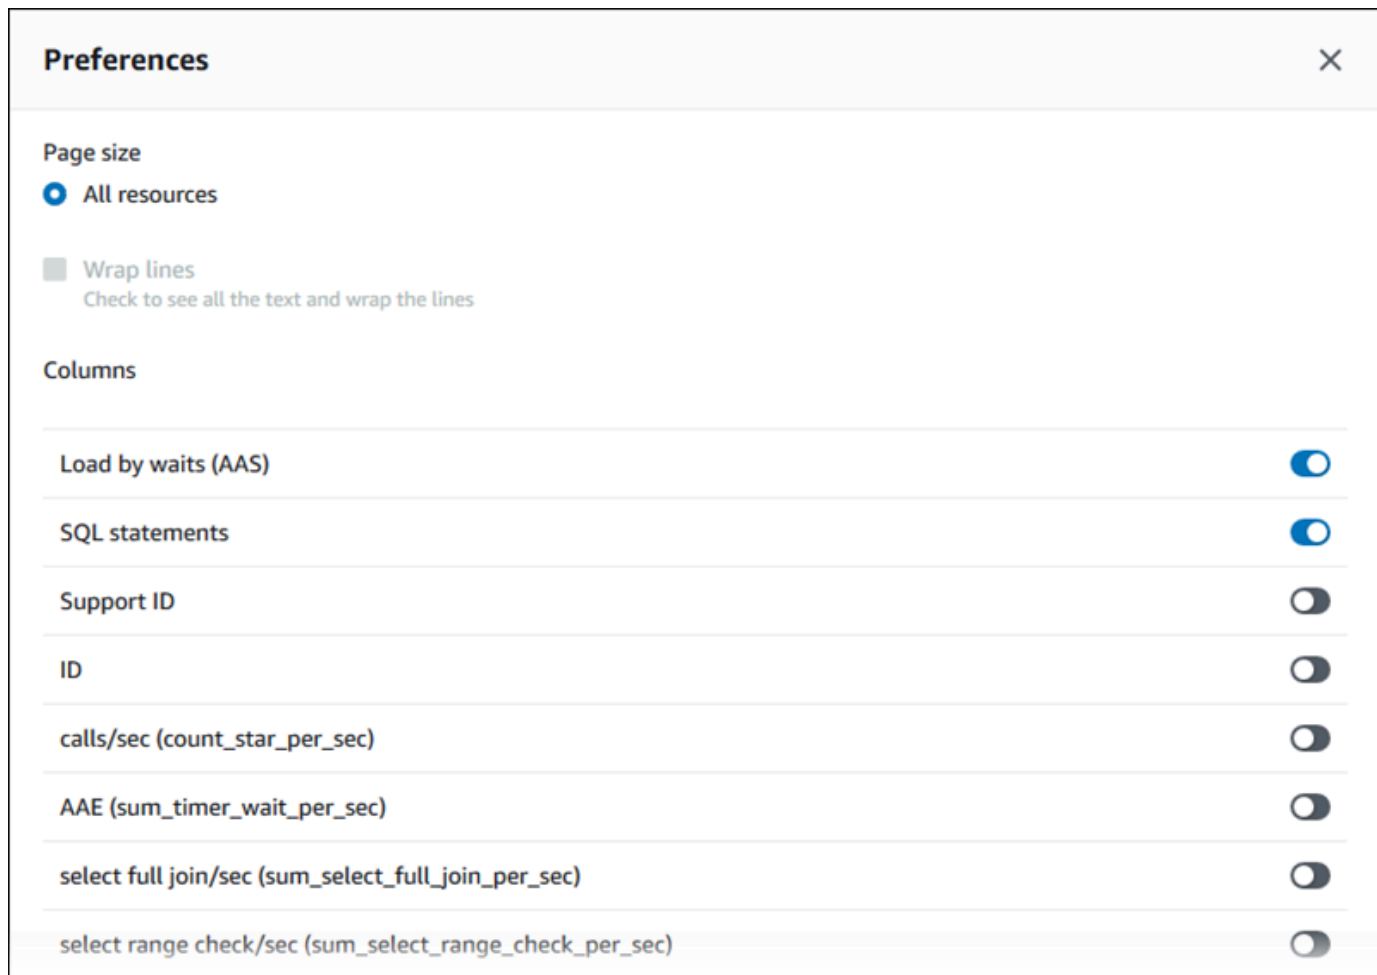 Preferences
Page size
All resources
Wrap lines
Check to see all the text and wrap the lines
Columns
Load by waits (AAS)
SQL statements
Support ID
ID
calls/sec (count_star_per_sec)
AAE (sum_timer_wait_per_sec)
select full join/sec (sum_select_full_join_per_sec)
select range check/sec (sum_select_range_check_per_sec)